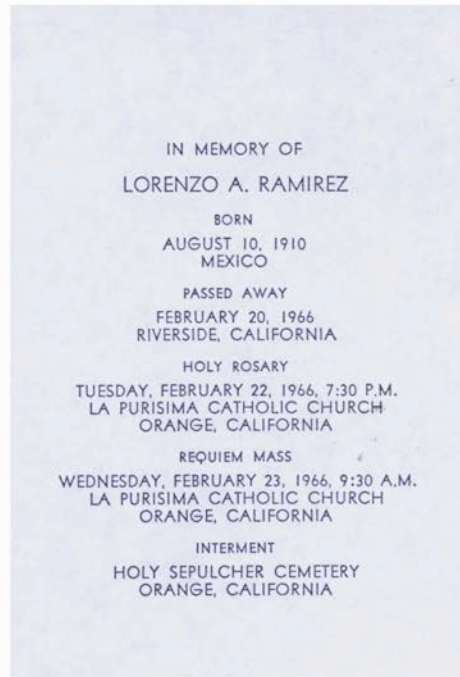 IN MEMORY OF
LORENZO A. RAMIREZ
BORN
AUGUST 10, 1910
MEXICO
PASSED AWAY
FEBRUARY 20, 1966
RIVERSIDE, CALIFORNIA
HOLY ROSARY
TUESDAY, FEBRUARY 22, 1966, 7:30 P.M.
LA PURISIMA CATHOLIC CHURCH
ORANGE, CALIFORNIA
REQUIEM MASS
WEDNESDAY, FEBRUARY 23, 1966, 9:30 A.M.
LA PURISIMA CATHOLIC CHURCH
ORANGE, CALIFORNIA
INTERMENT
HOLY SEPULCHER CEMETERY
ORANGE, CALIFORNIA